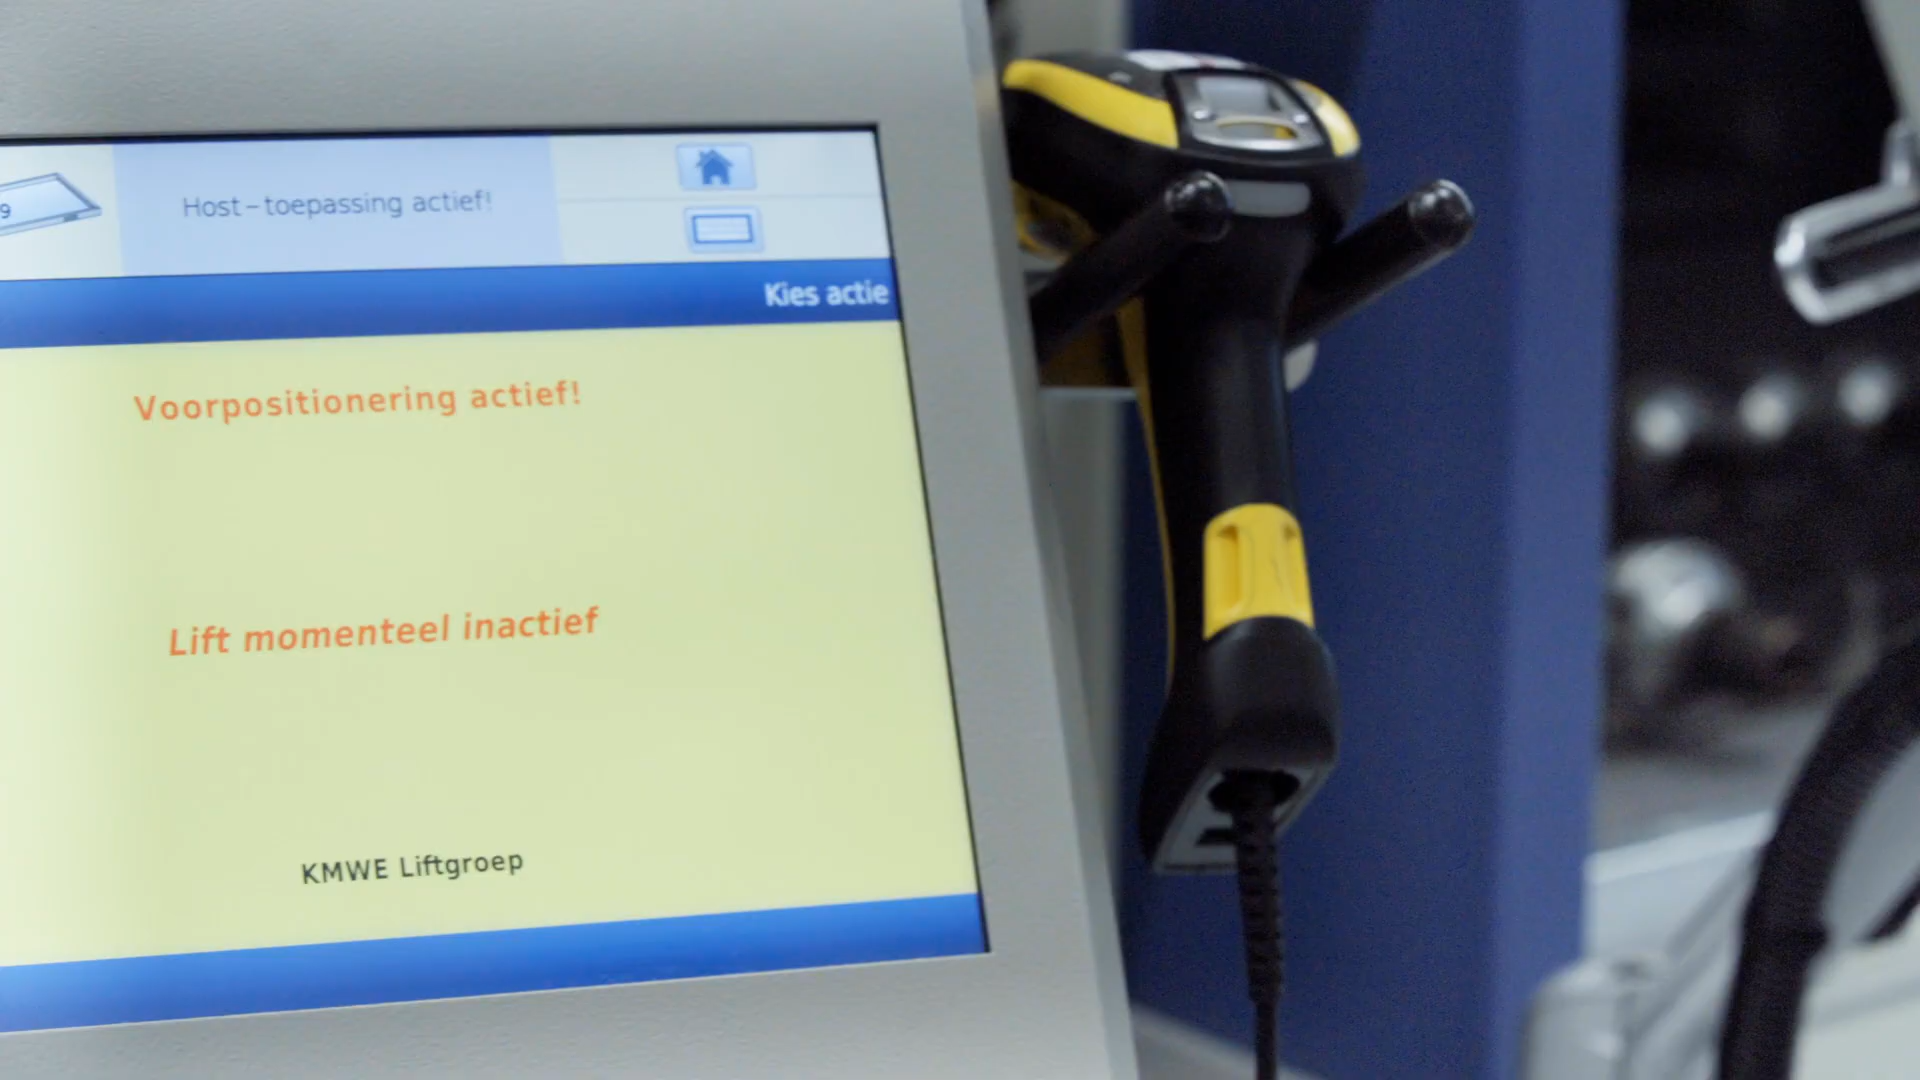 9
Host-toepassing actief!
Kies actie
Voorpositionering actief!
Lift momenteel inactief
KMWE Liftgroep